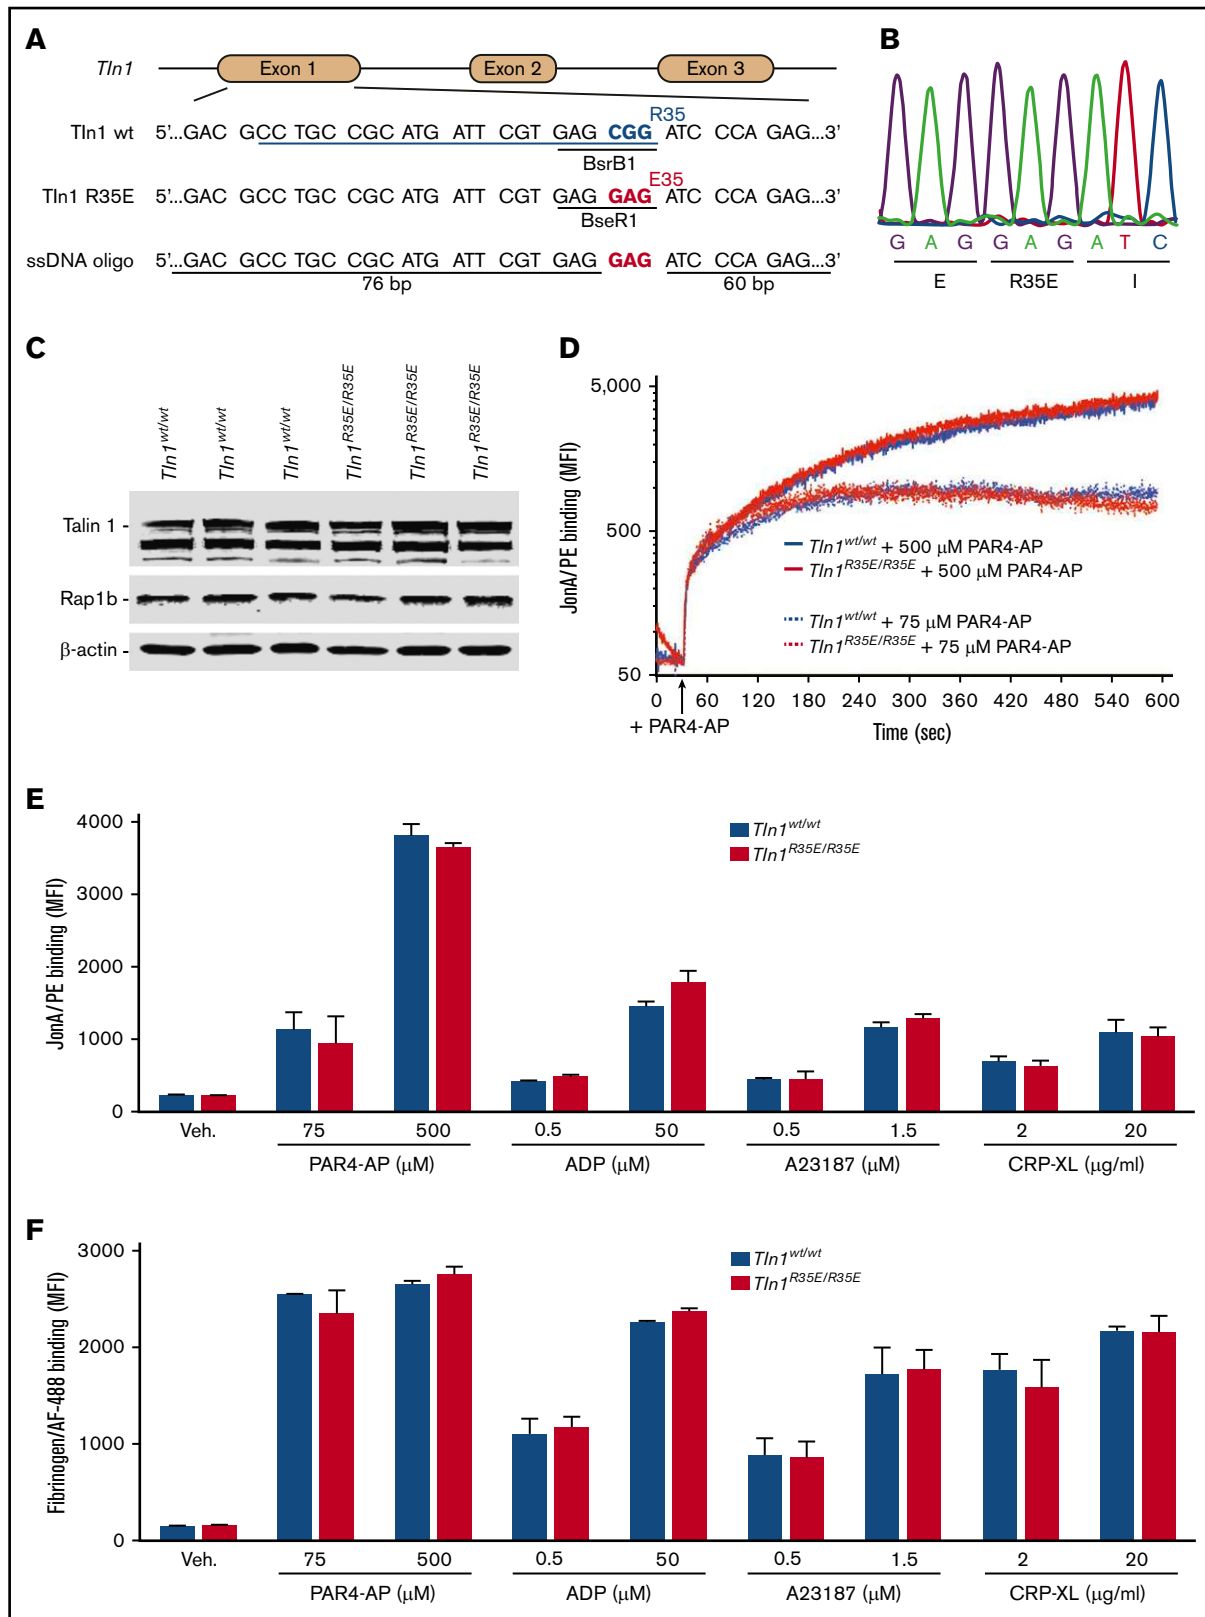 A
Tln1
Exon 1
Exon 2
Exon 3
R35
Tln1 wt 5'...GAC GCC TGC CGC ATG ATT CGT GAG CGG ATC CCA GAG...3'
BsrB1
E35
Tln1 R35E 5'...GAC GCC TGC CGC ATG ATT CGT GAG GAG ATC CCA GAG...3'
BseR1
ssDNA oligo 5'...GAC GCC TGC CGC ATG ATT CGT GAG GAG ATC CCA GAG...3'
76 bp
60 bp
B
G A G G A G A T C
E R35E I
C
Tln1wt/wt
Tln1wt/wt
Tln1wt/wt
Tln1R35E/R35E
Tln1R35E/R35E
Tln1R35E/R35E
Talin 1 -
Rap1b -
β-actin -
D
JonA/PE binding (MFI)
5,000
500
50
Tln1wt/wt + 500 μM PAR4-AP
Tln1R35E/R35E + 500 μM PAR4-AP
Tln1wt/wt + 75 μM PAR4-AP
Tln1R35E/R35E + 75 μM PAR4-AP
0 60 120 180 240 300 360 420 480 540 600
+ PAR4-AP
Time (sec)
E
JonA/PE binding (MFI)
4000
3000
2000
1000
0
Tln1wt/wt
Tln1R35E/R35E
Veh. 75 500 0.5 50 0.5 1.5 2 20
PAR4-AP (μM) ADP (μM) A23187 (μM) CRP-XL (μg/ml)
F
Fibrinogen/AF-488 binding (MFI)
3000
2000
1000
0
Tln1wt/wt
Tln1R35E/R35E
Veh. 75 500 0.5 50 0.5 1.5 2 20
PAR4-AP (μM) ADP (μM) A23187 (μM) CRP-XL (μg/ml)